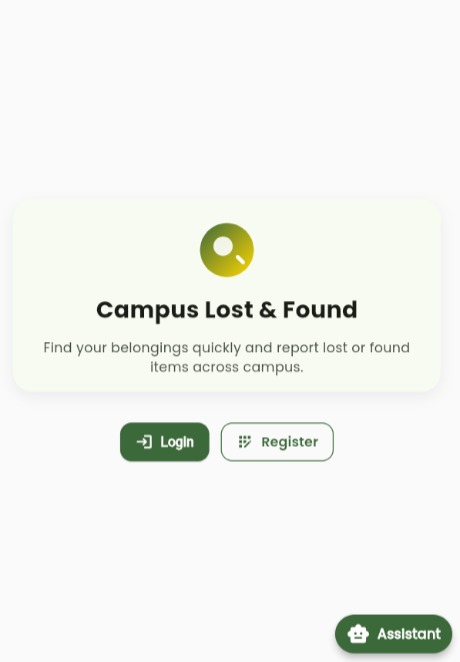 Campus Lost & Found
Find your belongings quickly and report lost or found
items across campus.
Login
Register
Assistant